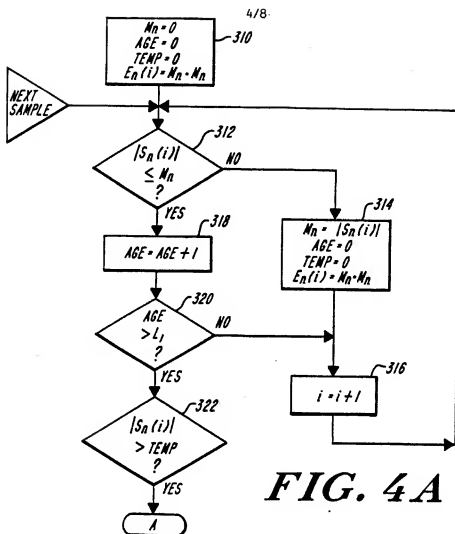 4/8
Mn=0
AGE=0
TEMP=0
En(i)=Mn·Mn
310
NEXT
SAMPLE
|Sn(i)|
≤ Mn
?
312
NO
YES
314
Mn = |Sn(i)|
AGE=0
TEMP=0
En(i)=Mn·Mn
318
AGE=AGE+1
320
AGE
>L1
?
NO
YES
316
i=i+1
322
|Sn(i)|
>TEMP
?
YES
A
FIG. 4A